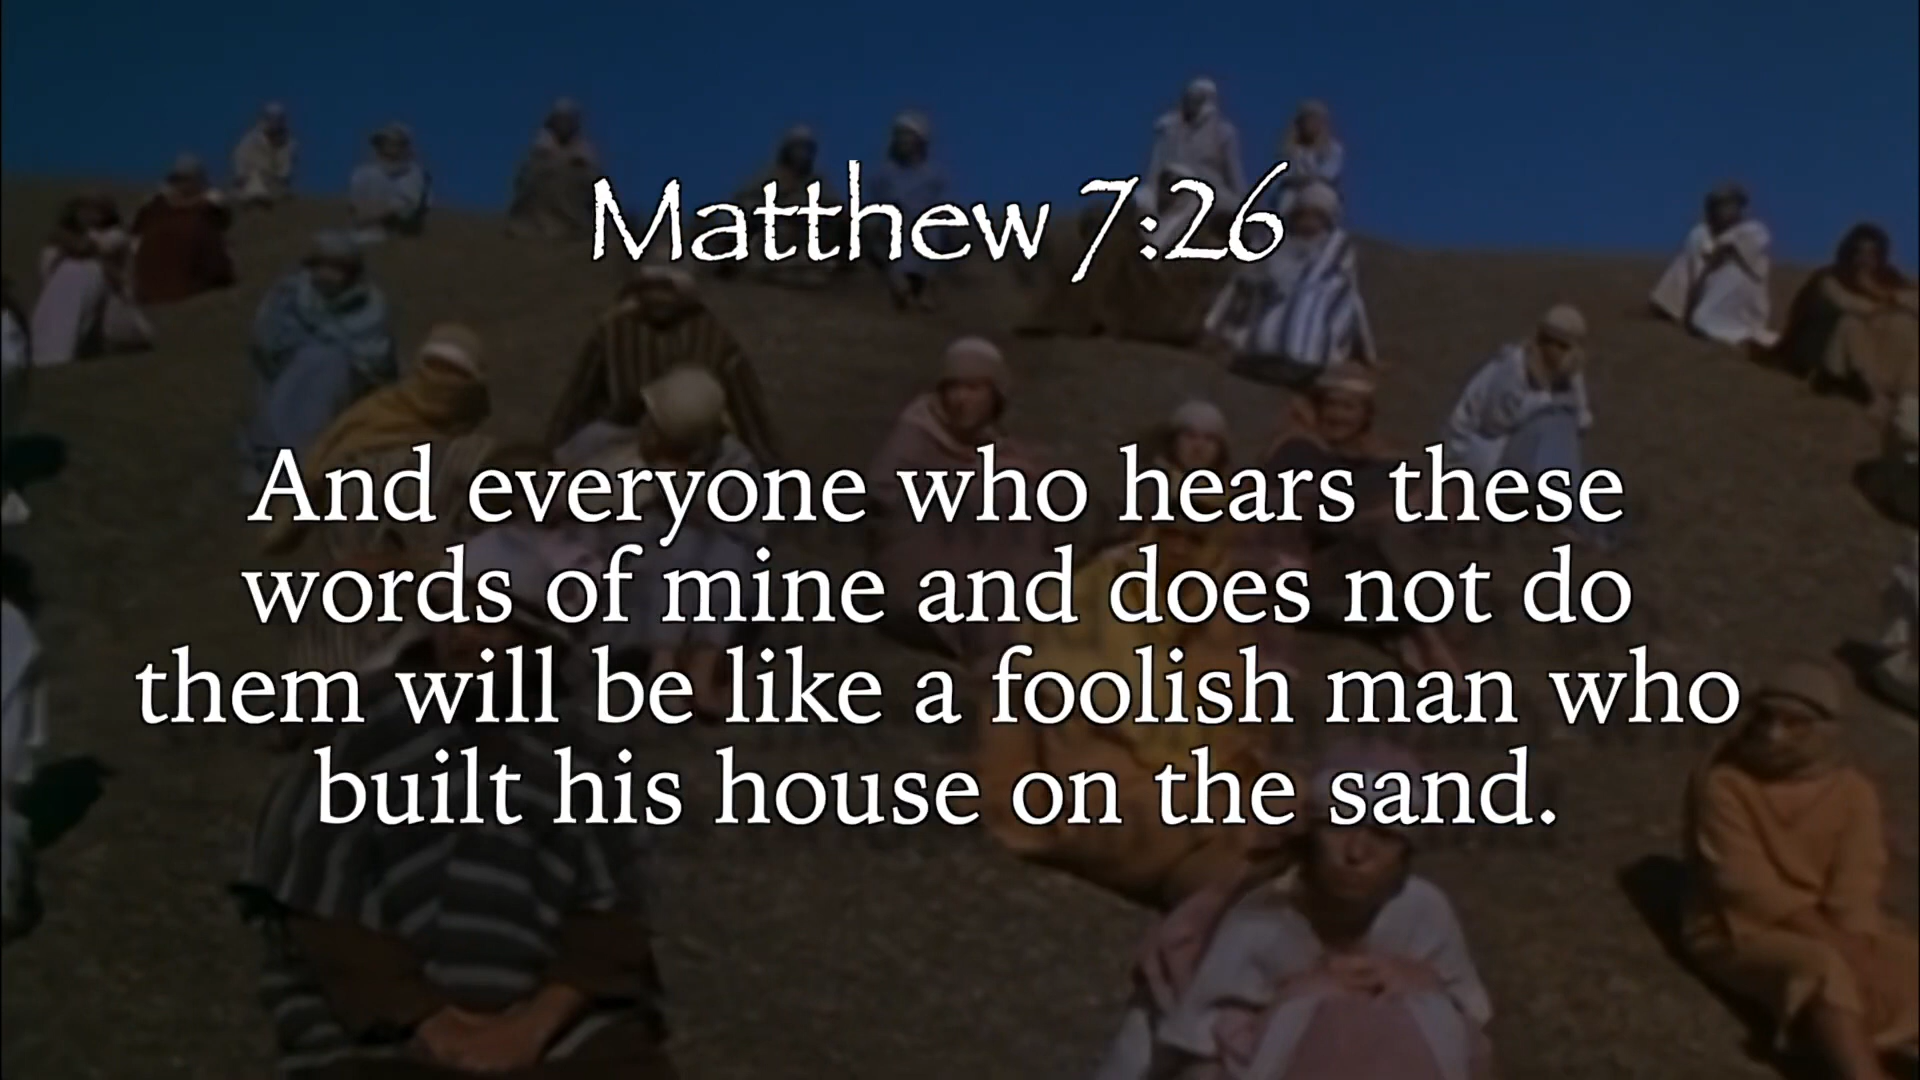 Matthew 7:26
And everyone who hears these
words of mine and does not do
them will be like a foolish man who
built his house on the sand.